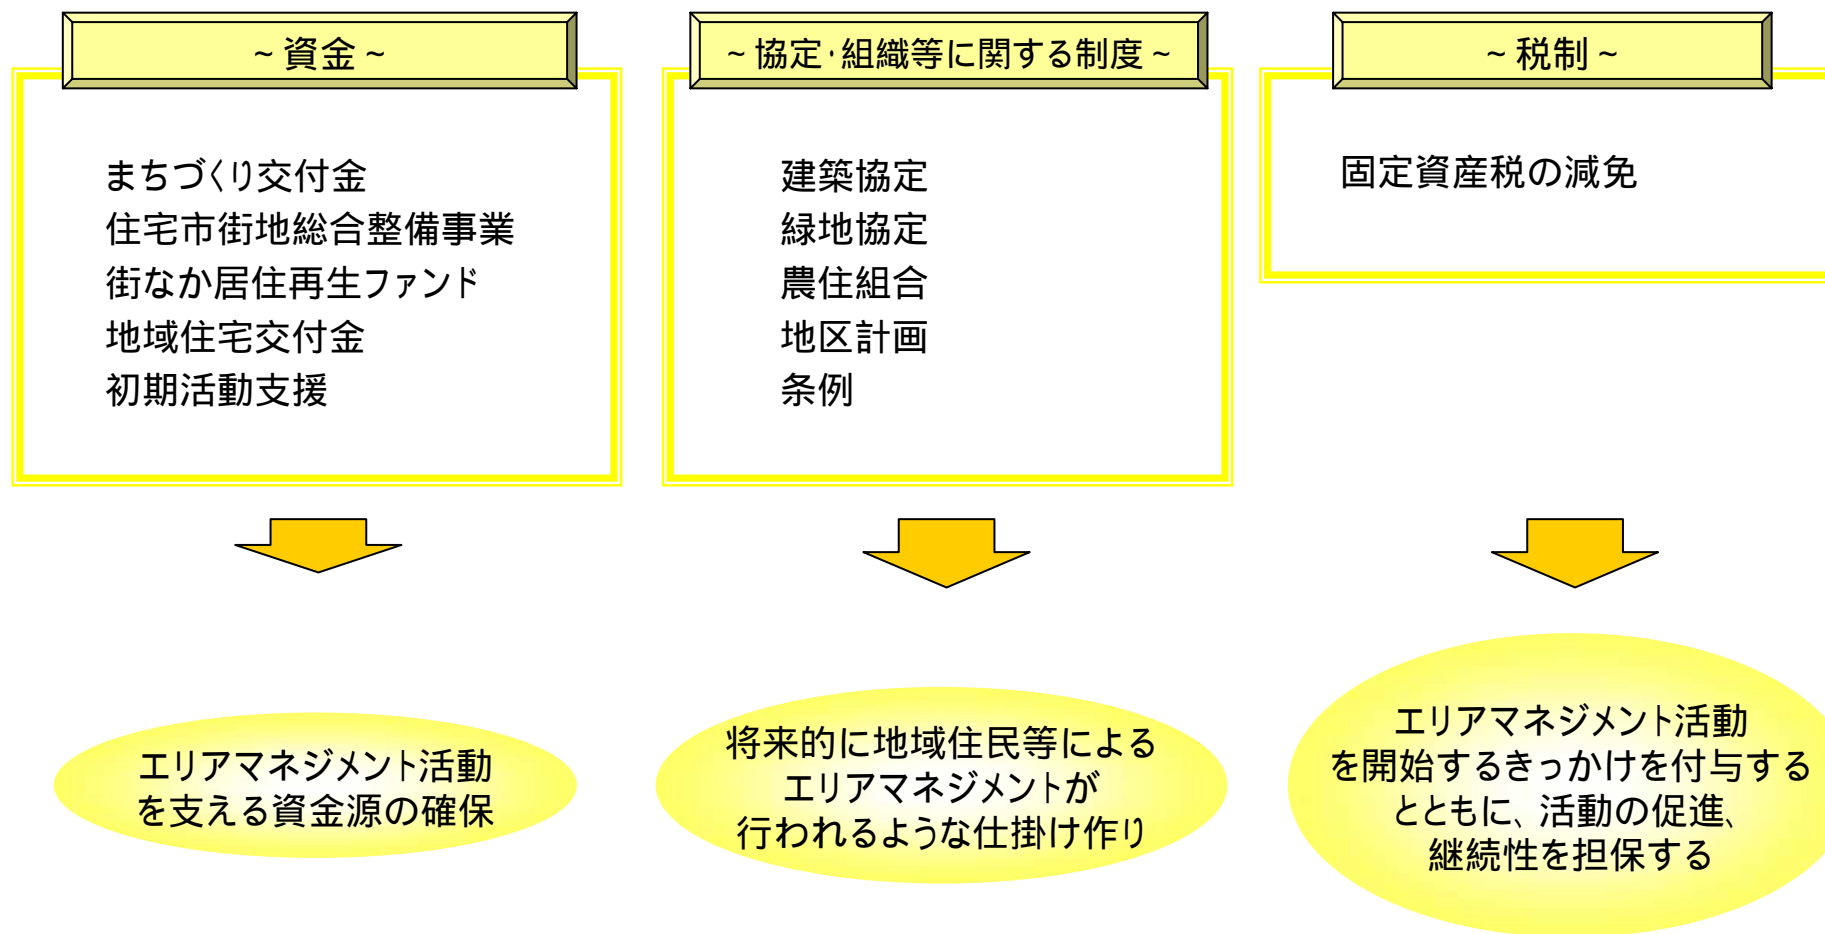 ~資金~
まちづくり交付金
住宅市街地総合整備事業
街なか居住再生ファンド
地域住宅交付金
初期活動支援
エリアマネジメント活動
を支える資金源の確保
~協定・組織等に関する制度~
建築協定
緑地協定
農住組合
地区計画
条例
将来的に地域住民等による
エリアマネジメントが
行われるような仕掛け作り
~税制~
固定資産税の減免
エリアマネジメント活動
を開始するきっかけを付与する
とともに、活動の促進、
継続性を担保する